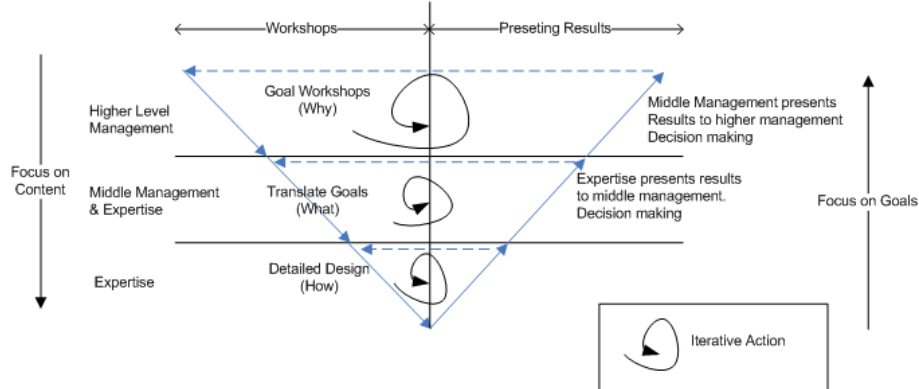 Workshops
Preseting Results
Goal Workshops
(Why)
Higher Level
Management
Middle Management presents
Results to higher management
Decision making
Focus on
Content
Middle Management
& Expertise
Translate Goals
(What)
Expertise presents results
to middle management.
Decision making
Focus on Goals
Expertise
Detailed Design
(How)
Iterative Action